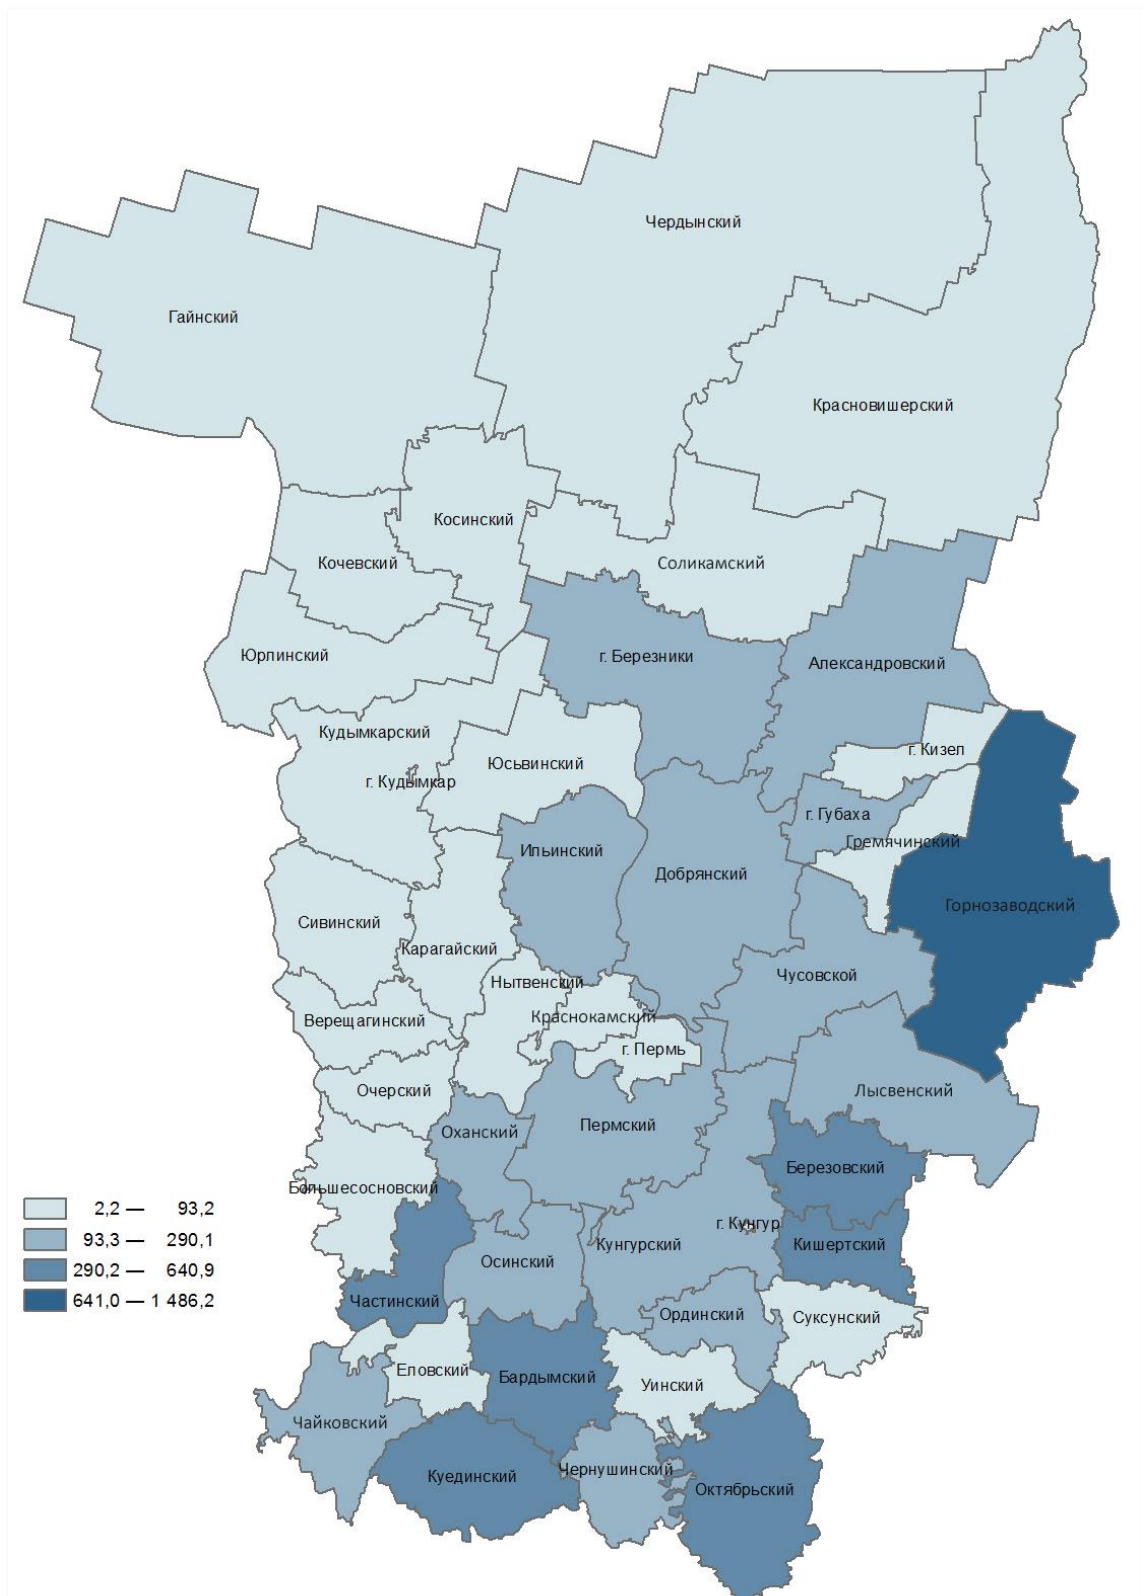 Чердынский
Гайнский
Красновишерский
Косинский
Кочевский
Соликамский
Юрлинский
г. Березники
Александровский
Кудымкарский
г. Кизел
Юсьвинский
г. Кудымкар
г. Губаха
Гремячинский
Ильинский
Добрянский
Горнозаводский
Сивинский
Карагайский
Чусовской
Нытвенский
Краснокамский
Верещагинский
г. Пермь
Очерский
Лысвенский
Оханский
Пермский
Березовский
Большесосновский
2,2 — 93,2
93,3 — 290,1
290,2 — 640,9
641,0 — 1 486,2
г. Кунгур
Кунгурский
Кишертский
Осинский
Частинский
Ординский
Суксунский
Еловский
Бардымский
Уинский
Чайковский
Куединский
Чернушинский
Октябрьский